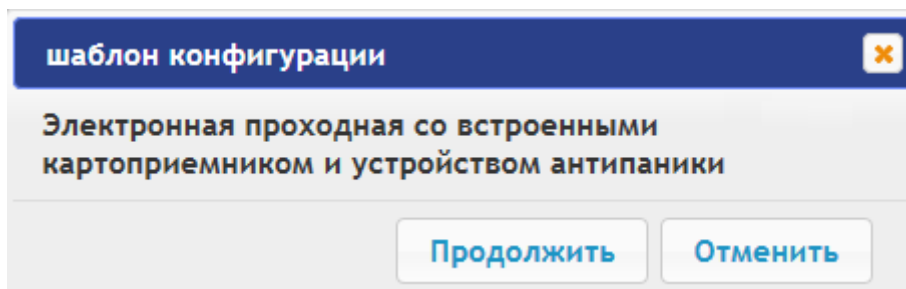 шаблон конфигурации
Электронная проходная со встроенными
картоприемником и устройством антипаники
Продолжить Отменить